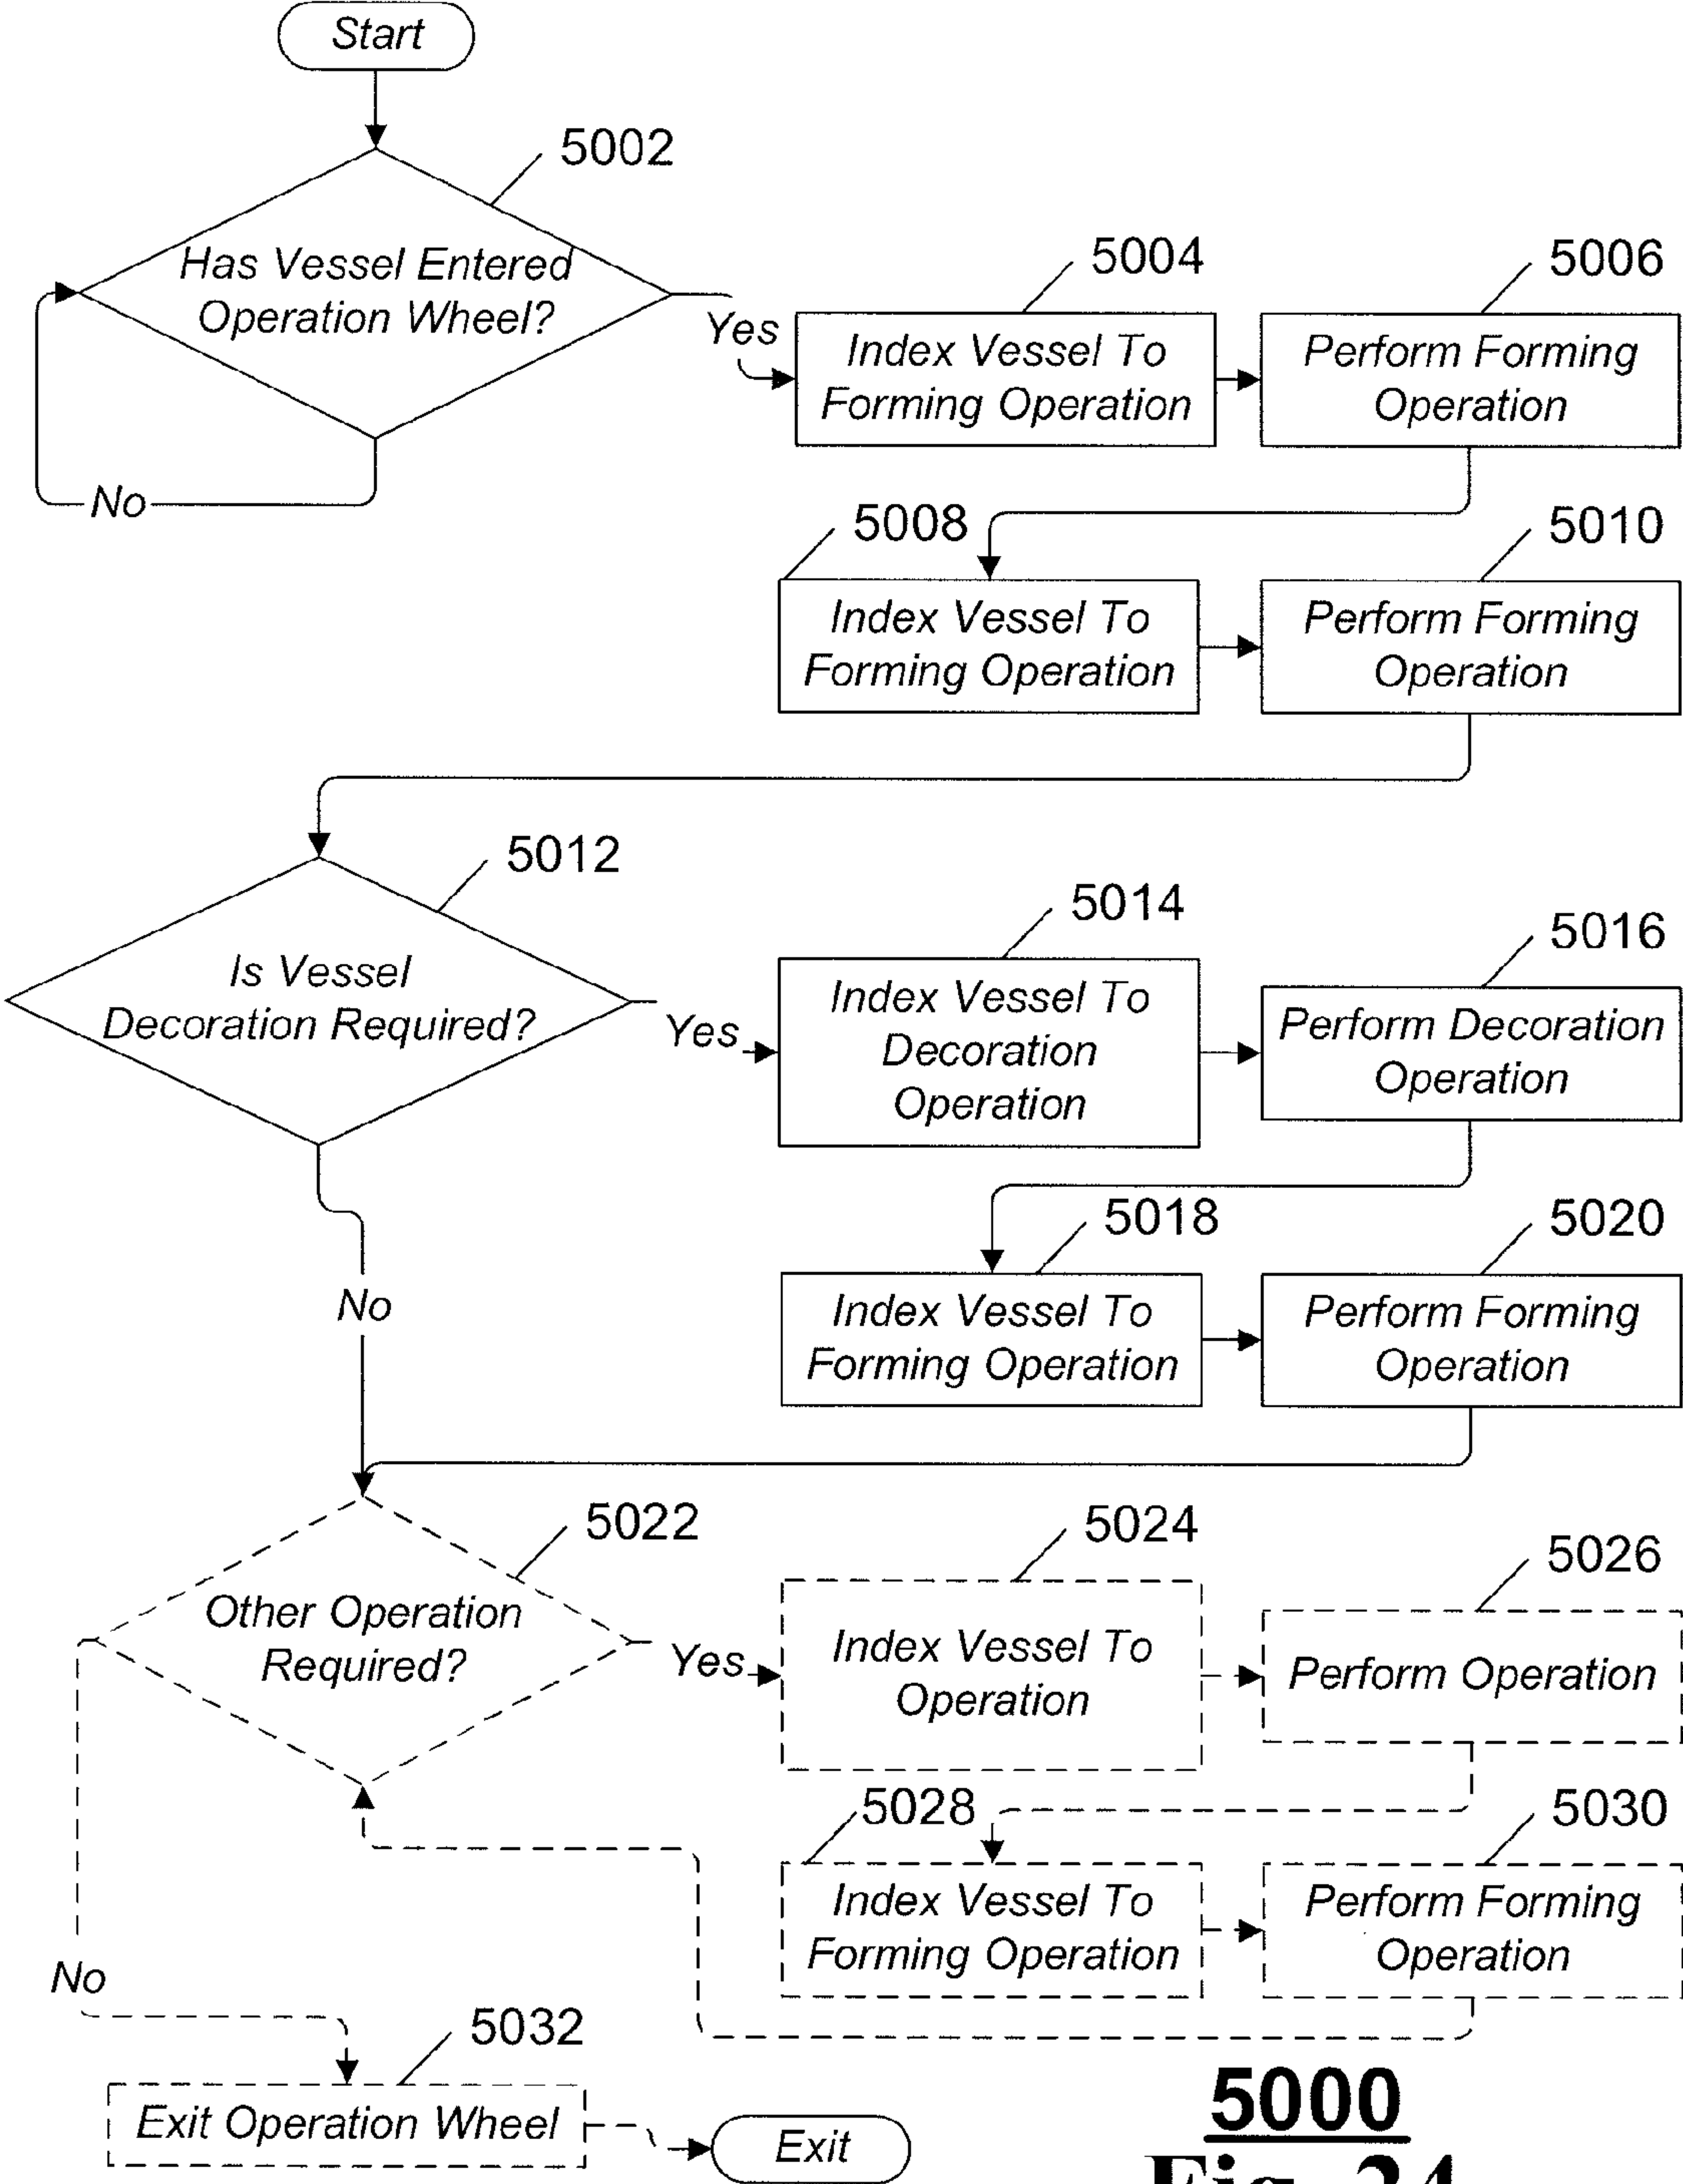 Start
5002
Has Vessel Entered
Operation Wheel?
Yes
No
5004
Index Vessel To
Forming Operation
5006
Perform Forming
Operation
5008
Index Vessel To
Forming Operation
5010
Perform Forming
Operation
5012
Is Vessel
Decoration Required?
Yes
No
5014
Index Vessel To
Decoration
Operation
5016
Perform Decoration
Operation
5018
Index Vessel To
Forming Operation
5020
Perform Forming
Operation
5022
Other Operation
Required?
Yes
No
5024
Index Vessel To
Operation
5026
Perform Operation
5028
Index Vessel To
Forming Operation
5030
Perform Forming
Operation
5032
Exit Operation Wheel
Exit
5000
Fig. 24